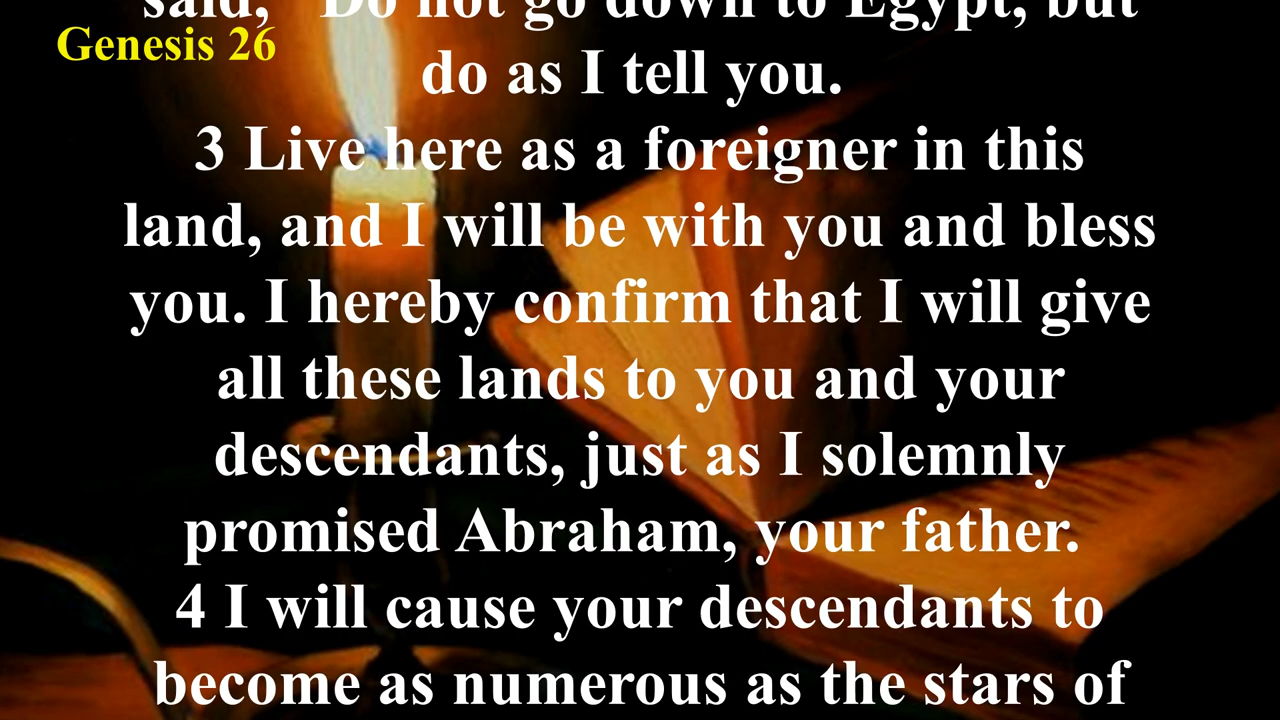 said, "Do not go down to Egypt, but
Genesis 26
do as I tell you.
3 Live here as a foreigner in this
land, and I will be with you and bless
you. I hereby confirm that I will give
all these lands to you and your
descendants, just as I solemnly
promised Abraham, your father.
4 I will cause your descendants to
become as numerous as the stars of